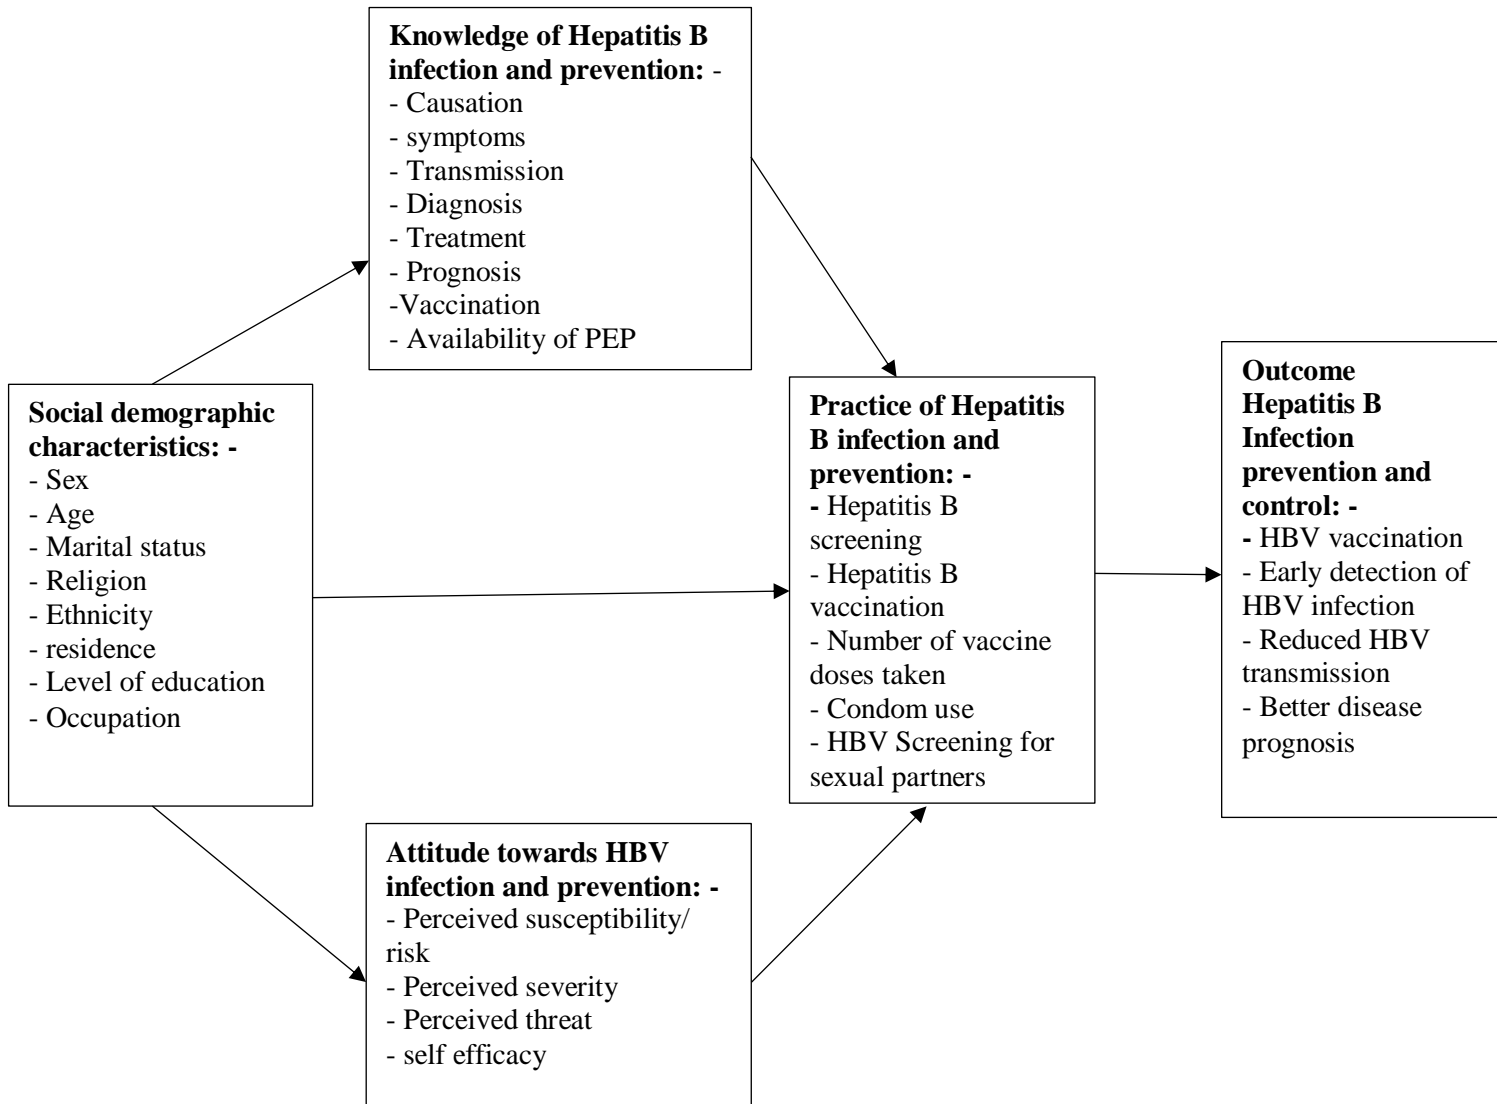 Knowledge of Hepatitis B
infection and prevention: -
- Causation
- symptoms
- Transmission
- Diagnosis
- Treatment
- Prognosis
-Vaccination
- Availability of PEP
Social demographic
characteristics: -
- Sex
- Age
- Marital status
- Religion
- Ethnicity
- residence
- Level of education
- Occupation
Attitude towards HBV
infection and prevention: -
- Perceived susceptibility/
risk
- Perceived severity
- Perceived threat
- self efficacy
Practice of Hepatitis
B infection and
prevention: -
- Hepatitis B
screening
- Hepatitis B
vaccination
- Number of vaccine
doses taken
- Condom use
- HBV Screening for
sexual partners
Outcome
Hepatitis B
Infection
prevention and
control: -
- HBV vaccination
- Early detection of
HBV infection
- Reduced HBV
transmission
- Better disease
prognosis